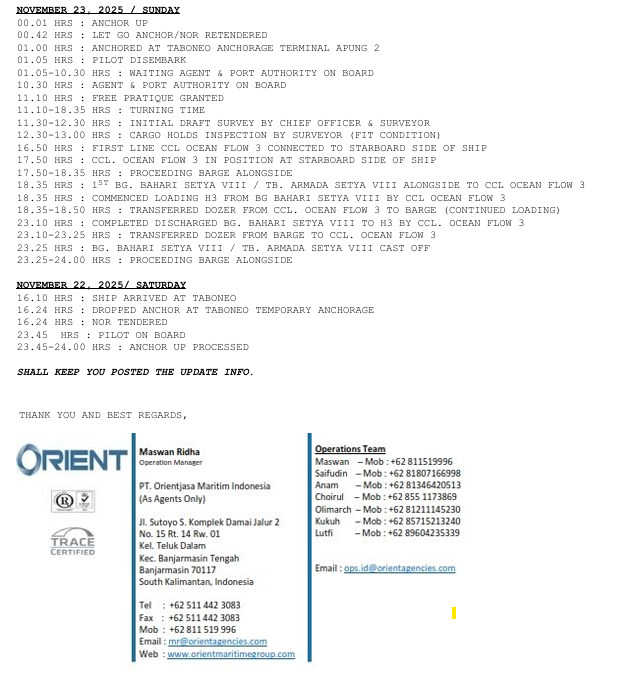 NOVEMBER 23, 2025 / SUNDAY
00.01 HRS : ANCHOR UP
00.42 HRS : LET GO ANCHOR/NOR RETENDERED
01.00 HRS : ANCHORED AT TABONEO ANCHORAGE TERMINAL APUNG 2
01.05 HRS : PILOT DISEMBARK
01.05-10.30 HRS : WAITING AGENT & PORT AUTHORITY ON BOARD
10.30 HRS : AGENT & PORT AUTHORITY ON BOARD
11.10 HRS : FREE PRATIQUE GRANTED
11.10-18.35 HRS : TURNING TIME
11.30-12.30 HRS : INITIAL DRAFT SURVEY BY CHIEF OFFICER & SURVEYOR
12.30-13.00 HRS : CARGO HOLDS INSPECTION BY SURVEYOR (FIT CONDITION)
16.50 HRS : FIRST LINE CCL OCEAN FLOW 3 CONNECTED TO STARBOARD SIDE OF SHIP
17.50 HRS : CCL. OCEAN FLOW 3 IN POSITION AT STARBOARD SIDE OF SHIP
17.50-18.35 HRS : PROCEEDING BARGE ALONGSIDE
18.35 HRS : 1ST BG. BAHARI SETYA VIII / TB. ARMADA SETYA VIII ALONGSIDE TO CCL OCEAN FLOW 3
18.35 HRS : COMMENCED LOADING H3 FROM BG BAHARI SETYA VIII BY CCL OCEAN FLOW 3
18.35-18.50 HRS : TRANSFERRED DOZER FROM CCL. OCEAN FLOW 3 TO BARGE (CONTINUED LOADING)
23.10 HRS : COMPLETED DISCHARGED BG. BAHARI SETYA VIII TO H3 BY CCL. OCEAN FLOW 3
23.10-23.25 HRS : TRANSFERRED DOZER FROM BARGE TO CCL. OCEAN FLOW 3
23.25 HRS : BG. BAHARI SETYA VIII / TB. ARMADA SETYA VIII CAST OFF
23.25-24.00 HRS : PROCEEDING BARGE ALONGSIDE
NOVEMBER 22, 2025/ SATURDAY
16.10 HRS : SHIP ARRIVED AT TABONEO
16.24 HRS : DROPPED ANCHOR AT TABONEO TEMPORARY ANCHORAGE
16.24 HRS : NOR TENDERED
23.45 HRS : PILOT ON BOARD
23.45-24.00 HRS : ANCHOR UP PROCESSED
SHALL KEEP YOU POSTED THE UPDATE INFO.
THANK YOU AND BEST REGARDS,
ORIENT
TRACE
CERTIFIED
Maswan Ridha
Operation Manager
PT. Orientjasa Maritim Indonesia
(As Agents Only)
Jl. Sutoyo S. Komplek Damai Jalur 2
No. 15 Rt. 14 Rw. 01
Kel. Teluk Dalam
Kec. Banjarmasin Tengah
Banjarmasin 70117
South Kalimantan, Indonesia
Tel : +62 511 442 3083
Fax : +62 511 442 3083
Mob : +62 811 519 996
Email : mr@orientagencies.com
Web : www.orientmaritimegroup.com
Operations Team
Maswan – Mob : +62 811519996
Saifudin – Mob : +62 81807166998
Anam – Mob : +62 81346420513
Choirul – Mob : +62 855 1173869
Olimarch – Mob : +62 81211145230
Kukuh – Mob : +62 85715213240
Lutfi – Mob : +62 89604235339
Email : ops.id@orientagencies.com